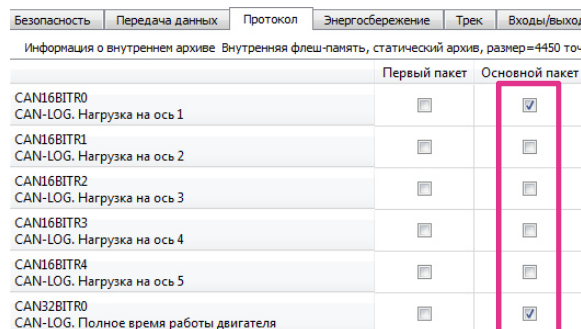 Безопасность Передача данных Протокол Энергосбережение Трек Входы/выход
Информация о внутреннем архиве Внутренняя флеш-память, статический архив, размер=4450 точ
Первый пакет Основной пакет
CAN16BITR0
CAN-LOG. Нагрузка на ось 1
CAN16BITR1
CAN-LOG. Нагрузка на ось 2
CAN16BITR2
CAN-LOG. Нагрузка на ось 3
CAN16BITR3
CAN-LOG. Нагрузка на ось 4
CAN16BITR4
CAN-LOG. Нагрузка на ось 5
CAN32BITR0
CAN-LOG. Полное время работы двигателя